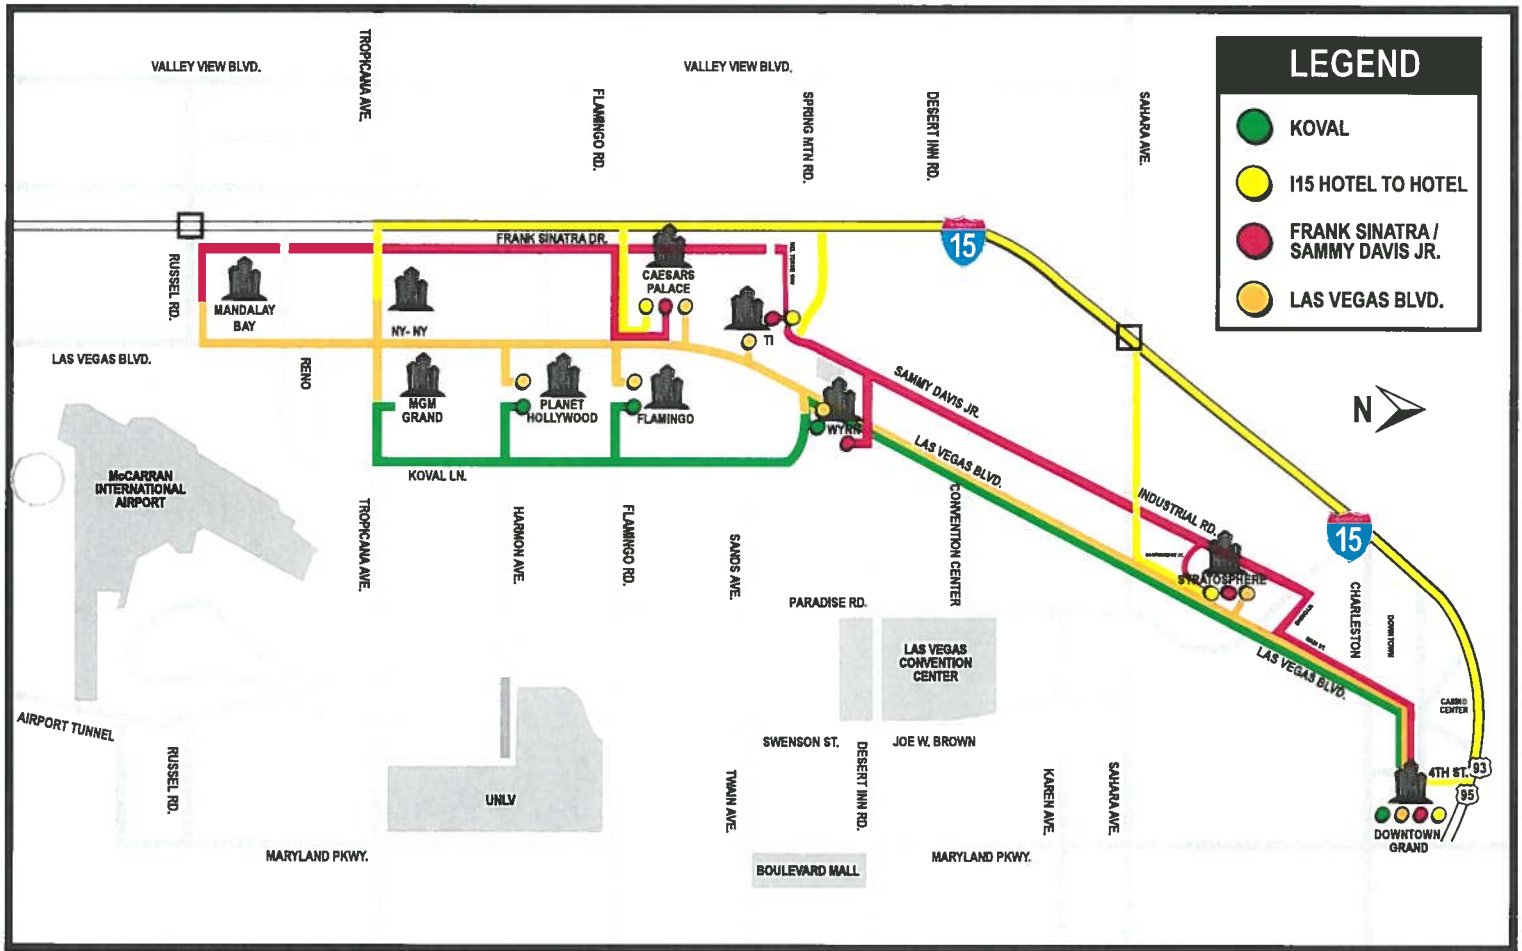 VALLEY VIEW BLVD.
TROPICANA AVE.
VALLEY VIEW BLVD.
FLAMINGO RD.
SPRING MTN RD.
DESERT INN RD.
SAHARA AVE.
LEGEND
KOVAL
I15 HOTEL TO HOTEL
FRANK SINATRA /
SAMMY DAVIS JR.
LAS VEGAS BLVD.
FRANK SINATRA DR.
15
RUSSEL RD.
MANDALAY
BAY
CAESARS
PALACE
NY- NY
TI
LAS VEGAS BLVD.
RENO
MGM
GRAND
PLANET
HOLLYWOOD
FLAMINGO
WYNN
SAMMY DAVIS JR.
N
LAS VEGAS BLVD.
KOVAL LN.
McCARRAN
INTERNATIONAL
AIRPORT
TROPICANA AVE.
HARMON AVE.
FLAMINGO RD.
SANDS AVE.
CONVENTION CENTER
INDUSTRIAL RD.
15
STRATOSPHERE
PARADISE RD.
CHARLESTON
DOWNTOWN
MAIN ST.
LAS VEGAS BLVD.
LAS VEGAS
CONVENTION
CENTER
CASINO
CENTER
AIRPORT TUNNEL
RUSSEL RD.
SWENSON ST.
DESERT INN RD.
JOE W. BROWN
TWAIN AVE.
KAREN AVE.
SAHARA AVE.
4TH ST.
93
95
UNLV
DOWNTOWN
GRAND
MARYLAND PKWY.
MARYLAND PKWY.
BOULEVARD MALL